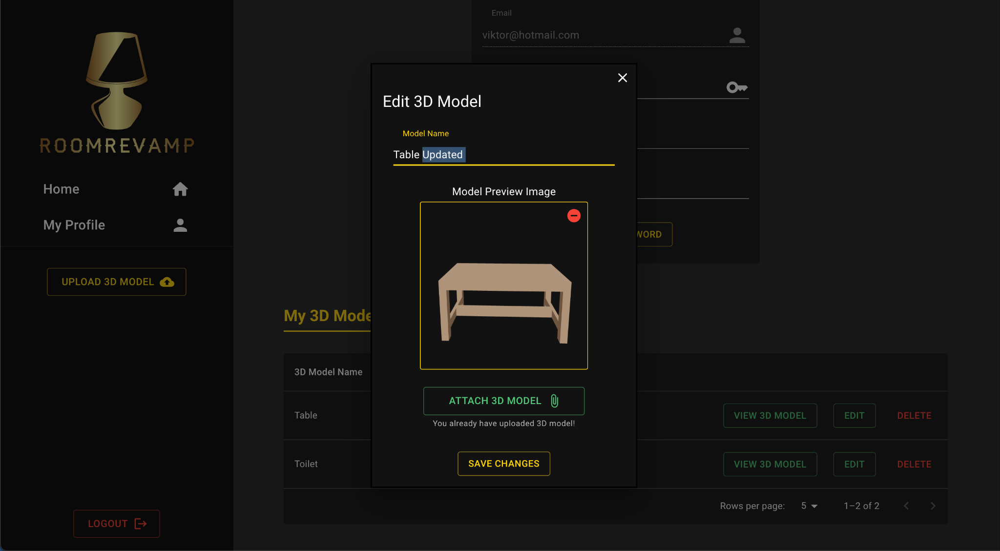 ROOMREVAMP
Home
My Profile
UPLOAD 3D MODEL
LOGOUT
Email
viktor@hotmail.com
WORD
My 3D Mode
3D Model Name
Table
VIEW 3D MODEL EDIT DELETE
Toilet
VIEW 3D MODEL EDIT DELETE
Rows per page: 5 1–2 of 2
Edit 3D Model
Model Name
Table Updated
Model Preview Image
ATTACH 3D MODEL
You already have uploaded 3D model!
SAVE CHANGES